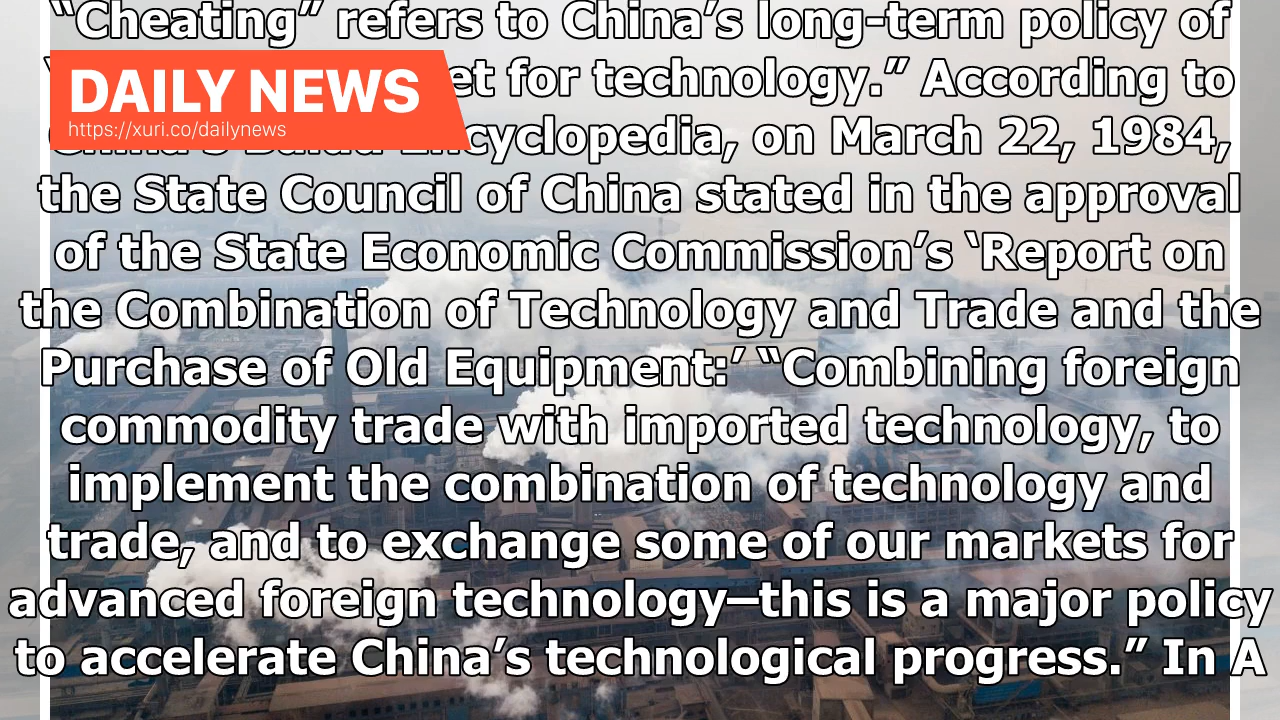 “Cheating” refers to China’s long-term policy of
DAILY NEWS
https://xuri.co/dailynews
et for technology.” According to
cyclopedia, on March 22, 1984,
the State Council of China stated in the approval
of the State Economic Commission’s ‘Report on
the Combination of Technology and Trade and the
Purchase of Old Equipment:’ “Combining foreign
commodity trade with imported technology, to
implement the combination of technology and
trade, and to exchange some of our markets for
advanced foreign technology—this is a major policy
to accelerate China’s technological progress.” In A